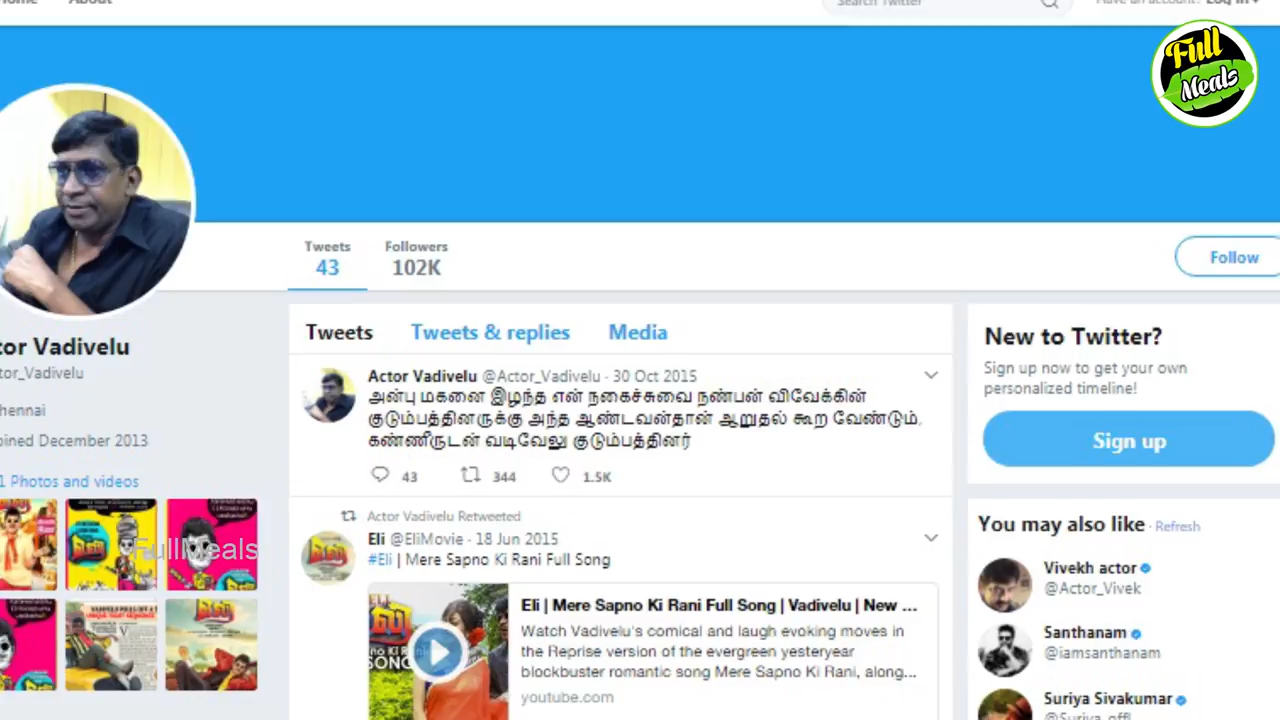 Home About Search Twitter Have an account? Log in
Full
Meals
Tweets Followers
43 102K
Follow
Tweets Tweets & replies Media
New to Twitter?
Sign up now to get your own
personalized timeline!
Sign up
tor Vadivelu
tor_Vadivelu
hennai
oined December 2013
1 Photos and videos
FullMeals
Actor Vadivelu @Actor_Vadivelu · 30 Oct 2015
அன்பு மகனை இழந்த என் நகைச்சுவை நண்பன் விவேக்கின்
குடும்பத்தினருக்கு அந்த ஆண்டவன்தான் ஆறுதல் கூற வேண்டும்,
கண்ணீருடன் வடிவேலு குடும்பத்தினர்
43 344 1.5K
Actor Vadivelu Retweeted
Eli @EliMovie · 18 Jun 2015
#Eli | Mere Sapno Ki Rani Full Song
Eli | Mere Sapno Ki Rani Full Song | Vadivelu | New ...
Watch Vadivelu's comical and laugh evoking moves in
the Reprise version of the evergreen yesteryear
blockbuster romantic song Mere Sapno Ki Rani, along...
youtube.com
You may also like · Refresh
Vivekh actor
@Actor_Vivek
Santhanam
@iamsanthanam
Suriya Sivakumar
@Suriya_offl